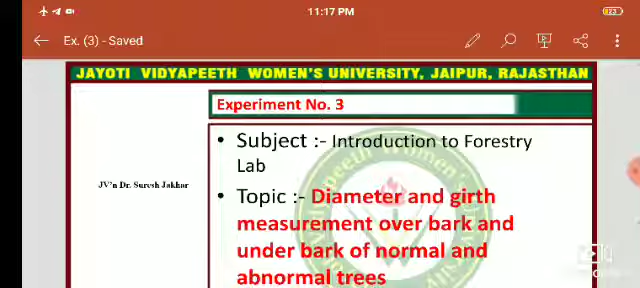 11:17 PM
23
Ex. (3) - Saved
JAYOTI VIDYAPEETH WOMEN'S UNIVERSITY, JAIPUR, RAJASTHAN
Experiment No. 3
• Subject :- Introduction to Forestry
Lab
JV'n Dr. Suresh Jakhar
• Topic :- Diameter and girth
measurement over bark and
under bark of normal and
abnormal trees